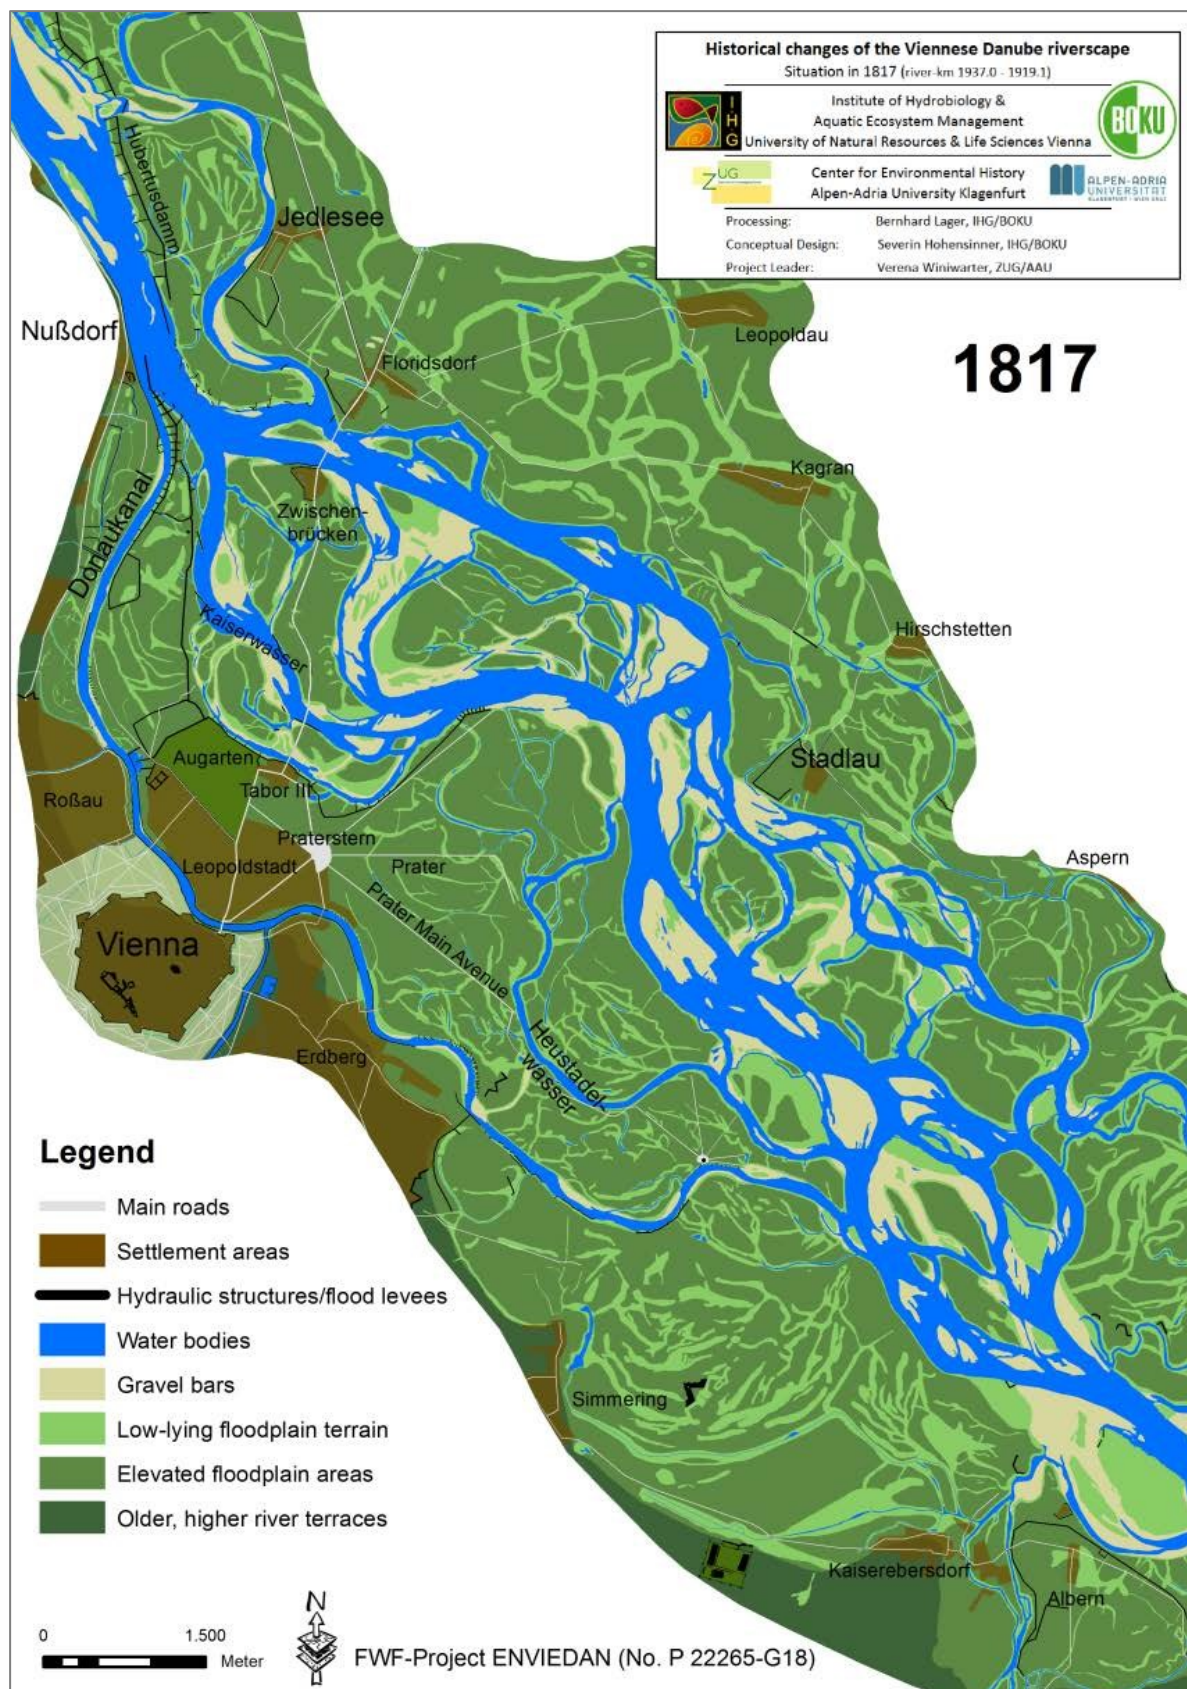 Historical changes of the Viennese Danube riverscape
Situation in 1817 (river-km 1937.0 - 1919.1)
I·H·G
Institute of Hydrobiology &
Aquatic Ecosystem Management
University of Natural Resources & Life Sciences Vienna
BOKU
ZUG
Center for Environmental History
Alpen-Adria University Klagenfurt
ALPEN-ADRIA
UNIVERSITÄT
Processing: Bernhard Lager, IHG/BOKU
Conceptual Design: Severin Hohensinner, IHG/BOKU
Project Leader: Verena Winiwarter, ZUG/AAU
1817
Hubertusdamm
Jedlesee
Nußdorf
Leopoldau
Floridsdorf
Kagran
Donaukanal
Zwischen-
brücken
Kaiserwasser
Hirschstetten
Augarten
Stadlau
Tabor III
Roßau
Praterstern
Leopoldstadt
Prater
Aspern
Prater Main Avenue
Vienna
Erdberg
Heustadel-
wasser
Simmering
Kaiserebersdorf
Albern
Legend
Main roads
Settlement areas
Hydraulic structures/flood levees
Water bodies
Gravel bars
Low-lying floodplain terrain
Elevated floodplain areas
Older, higher river terraces
0 1.500
Meter
N
FWF-Project ENVIEDAN (No. P 22265-G18)